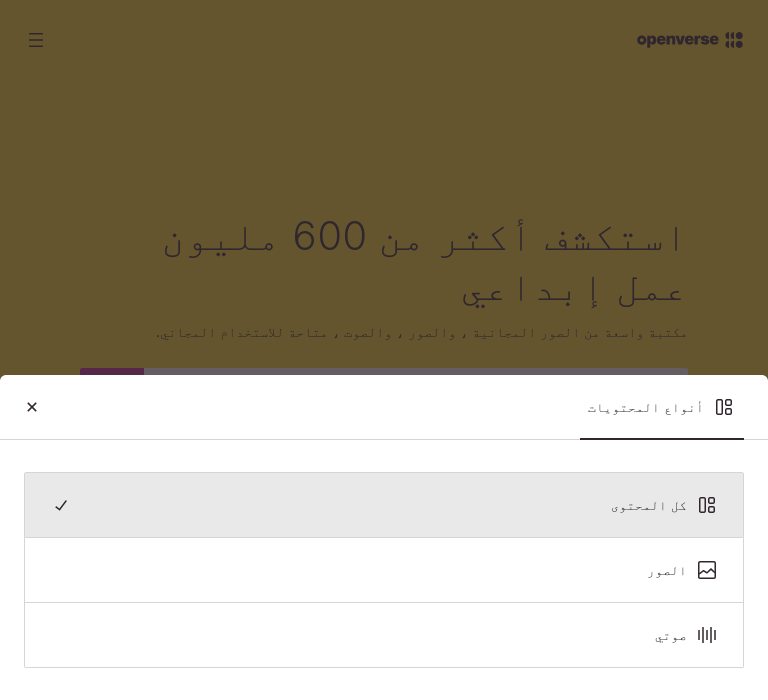 openverse
استكشف أكثر من 600 مليون
عمل إبداعي
مكتبة واسعة من الصور المجانية ، والصور ، والصوت ، متاحة للاستخدام المجاني.
أنواع المحتويات
كل المحتوى
الصور
صوتي